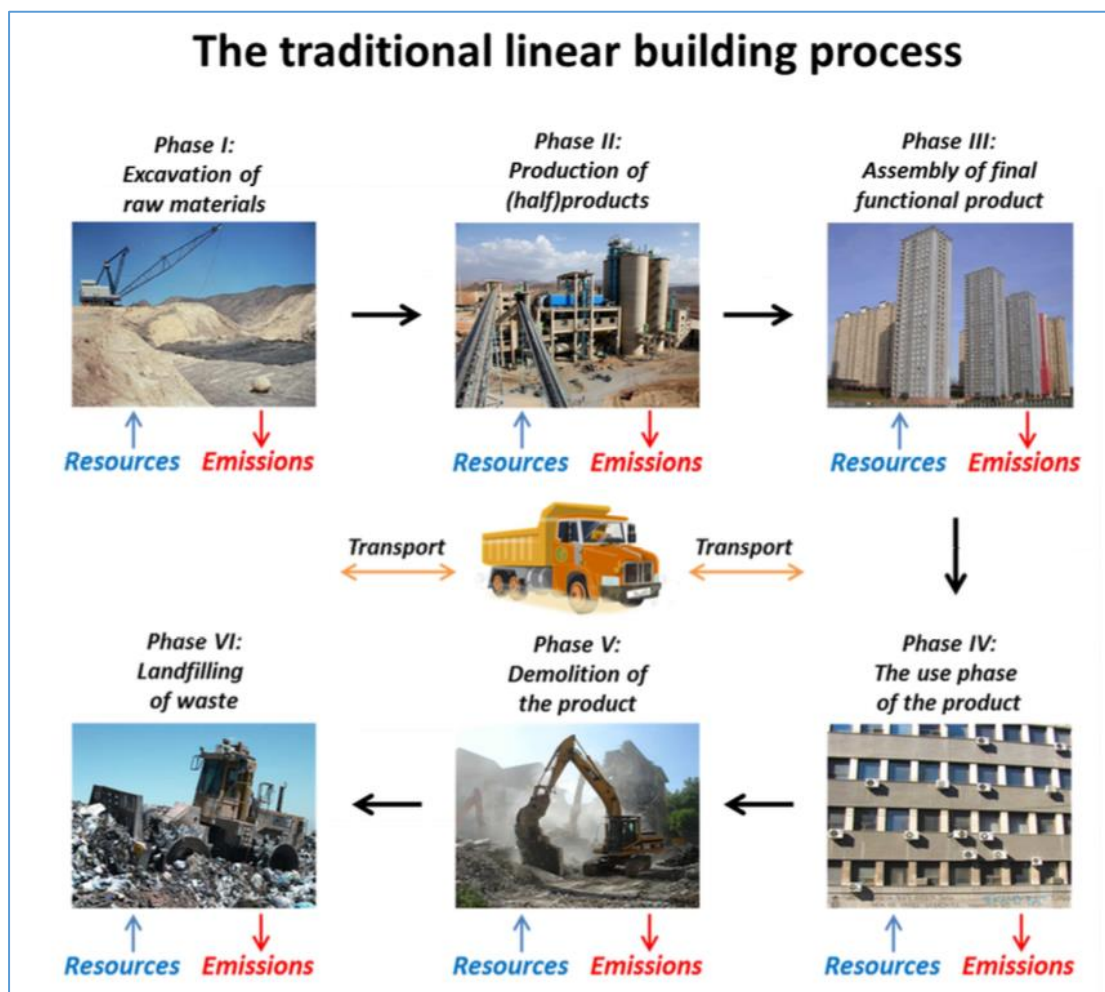 The traditional linear building process
Phase I:
Excavation of
raw materials
Phase II:
Production of
(half)products
Phase III:
Assembly of final
functional product
Resources
Emissions
Resources
Emissions
Resources
Emissions
Transport
Transport
Phase VI:
Landfilling
of waste
Phase V:
Demolition of
the product
Phase IV:
The use phase
of the product
Resources
Emissions
Resources
Emissions
Resources
Emissions